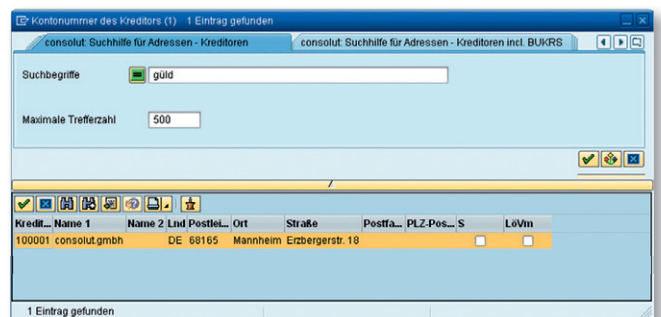 Kontonummer des Kreditors (1) 1 Eintrag gefunden
consolut: Suchhilfe für Adressen - Kreditoren consolut: Suchhilfe für Adressen - Kreditoren incl. BUKRS
Suchbegriffe güld
Maximale Trefferzahl 500
Kredit... Name 1 Name 2 Lnd Postlei... Ort Straße Postfa... PLZ-Pos... S LöVm
100001 consolut.gmbh DE 68165 Mannheim Erzbergerstr. 18
1 Eintrag gefunden